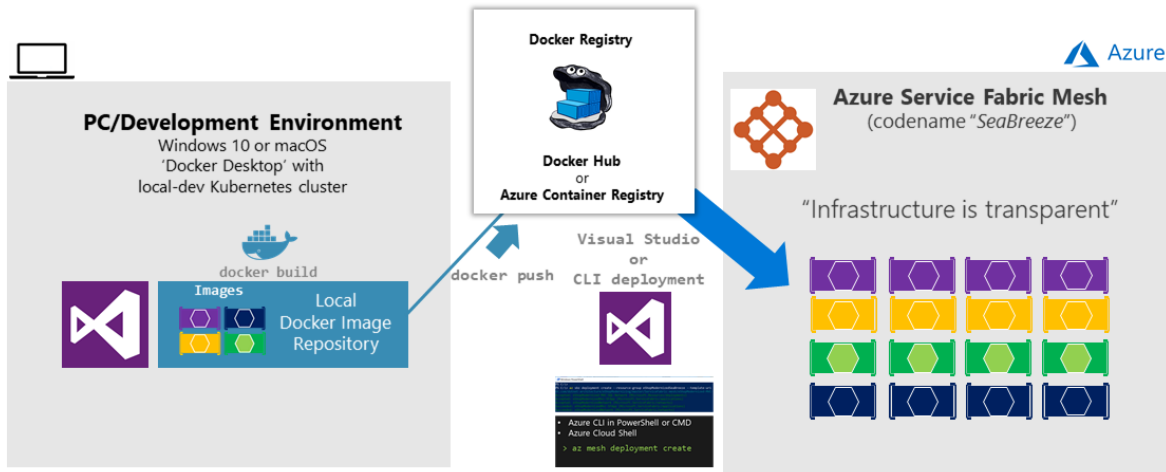 Docker Registry
Docker Hub
or
Azure Container Registry
Azure
PC/Development Environment
Windows 10 or macOS
‘Docker Desktop’ with
local-dev Kubernetes cluster
docker build
Images
Local
Docker Image
Repository
docker push
Visual Studio
or
CLI deployment
• Azure CLI in PowerShell or CMD
• Azure Cloud Shell
> az mesh deployment create
Azure Service Fabric Mesh
(codename “SeaBreeze”)
“Infrastructure is transparent”